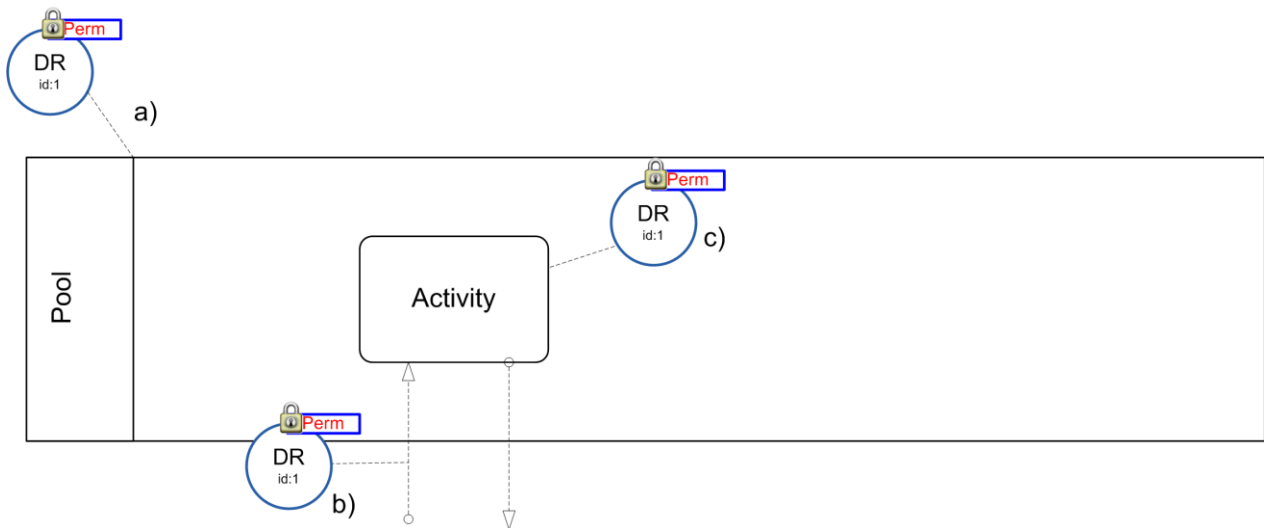 Perm
DR
id:1
a)
Perm
DR
id:1
c)
Pool
Activity
Perm
DR
id:1
b)